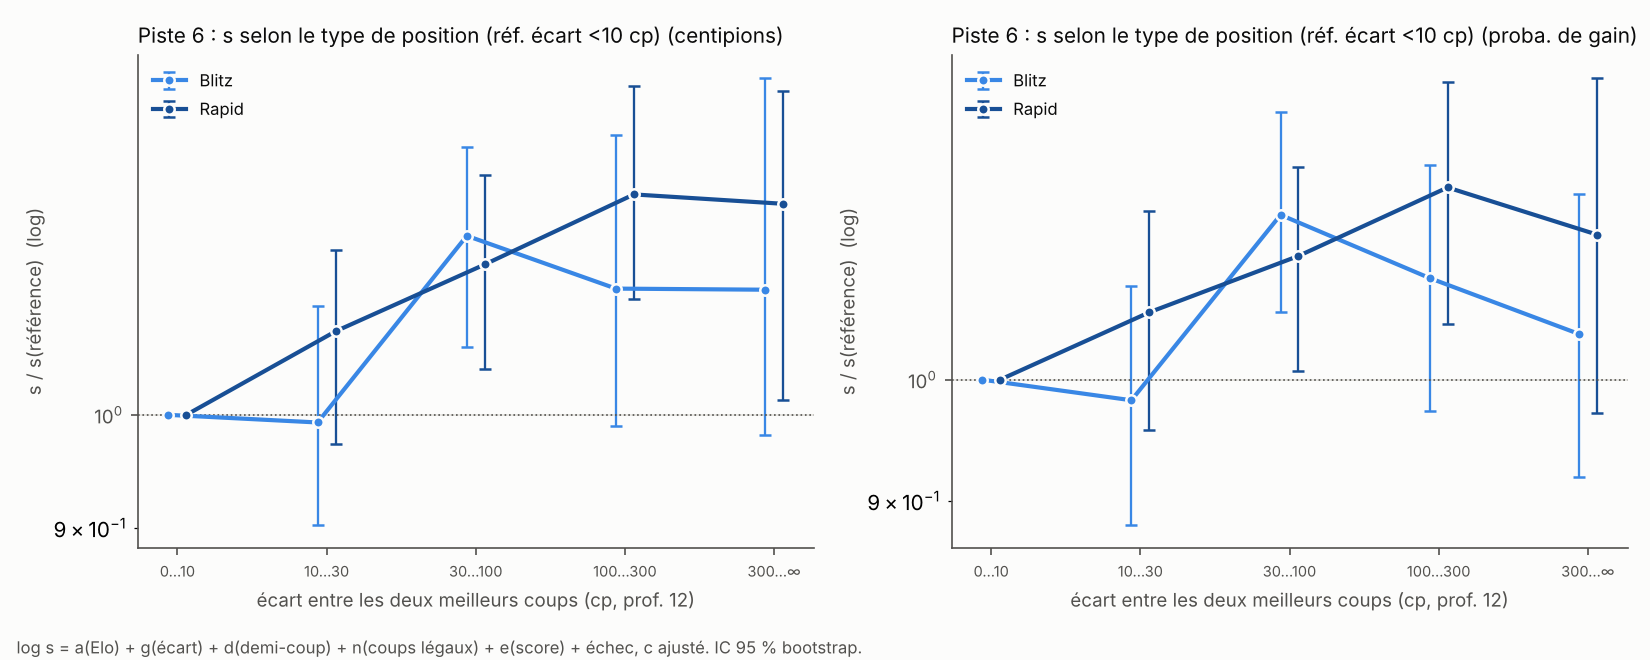 Piste 6 : s selon le type de position (réf. écart <10 cp) (centipions)
Blitz
Rapid
s / s(référence) (log)
10⁰
9 × 10⁻¹
0…10
10…30
30…100
100…300
300…∞
écart entre les deux meilleurs coups (cp, prof. 12)
Piste 6 : s selon le type de position (réf. écart <10 cp) (proba. de gain)
Blitz
Rapid
s / s(référence) (log)
10⁰
9 × 10⁻¹
0…10
10…30
30…100
100…300
300…∞
écart entre les deux meilleurs coups (cp, prof. 12)
log s = a(Elo) + g(écart) + d(demi-coup) + n(coups légaux) + e(score) + échec, c ajusté. IC 95 % bootstrap.